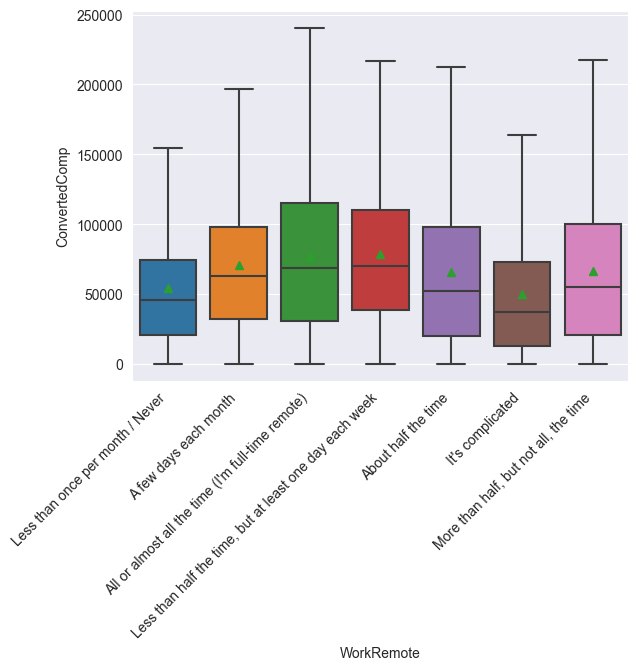 250000
200000
150000
100000
50000
0
ConvertedComp
Less than once per month / Never
A few days each month
All or almost all the time (I'm full-time remote)
Less than half the time, but at least one day each week
About half the time
It's complicated
More than half, but not all, the time
WorkRemote